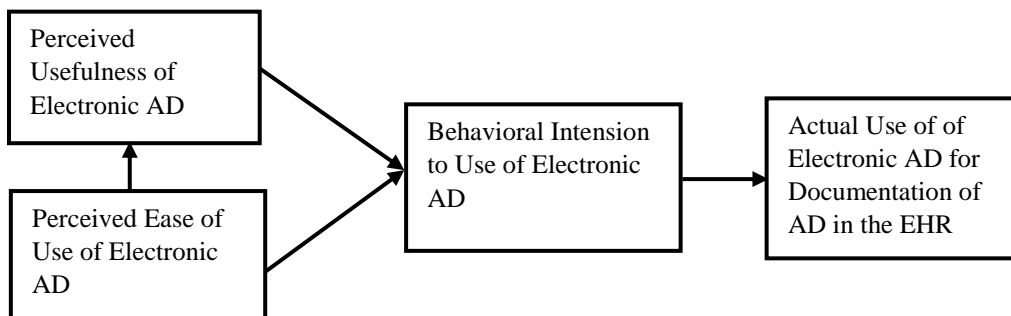 Perceived
Usefulness of
Electronic AD
Perceived Ease of
Use of Electronic
AD
Behavioral Intension
to Use of Electronic
AD
Actual Use of of
Electronic AD for
Documentation of
AD in the EHR